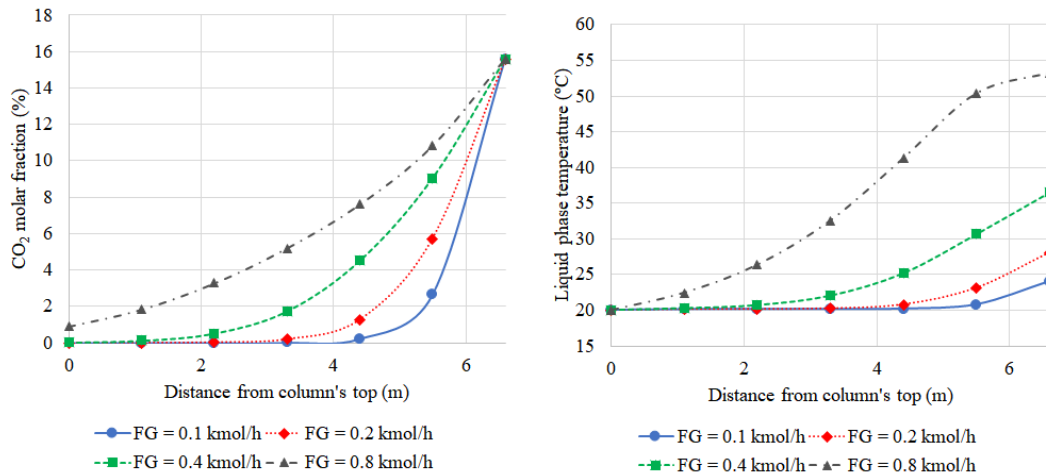 CO2 molar fraction (%)
18
16
14
12
10
8
6
4
2
0
0 2 4 6
Distance from column's top (m)
FG = 0.1 kmol/h FG = 0.2 kmol/h
FG = 0.4 kmol/h FG = 0.8 kmol/h
Liquid phase temperature (°C)
60
55
50
45
40
35
30
25
20
15
0 2 4 6
Distance from column's top (m)
FG = 0.1 kmol/h FG = 0.2 kmol/h
FG = 0.4 kmol/h FG = 0.8 kmol/h